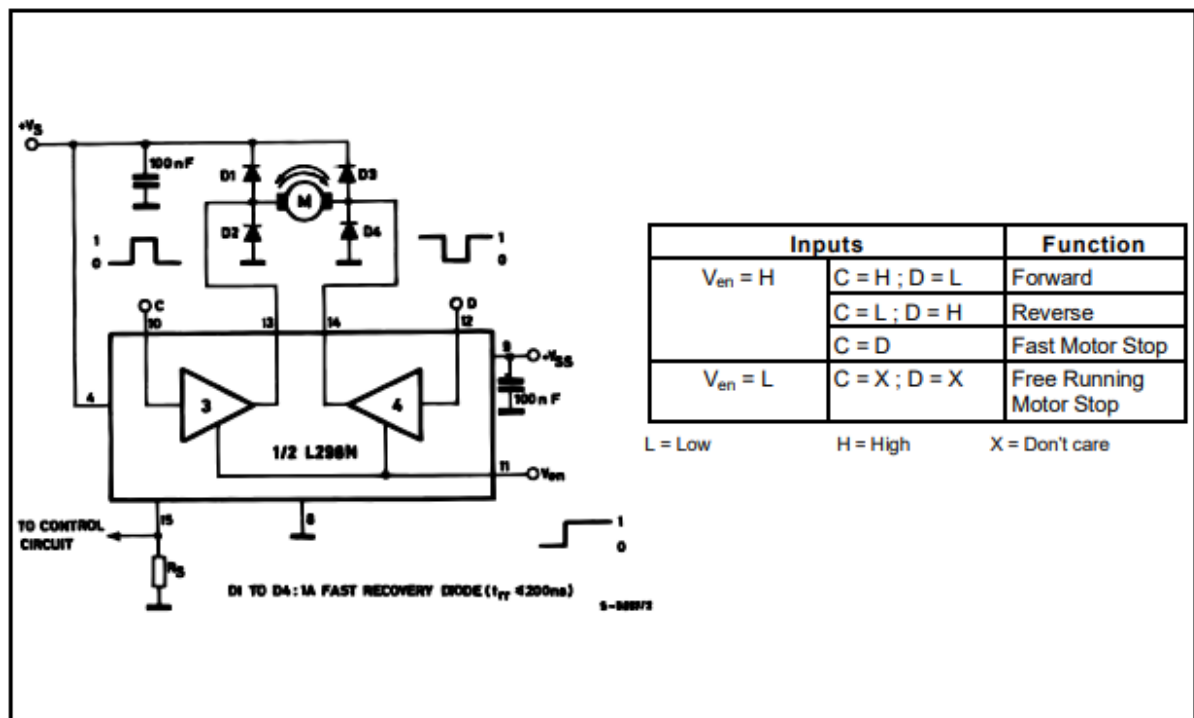 +VS
100nF
D1
D3
M
D2
D4
1
0
1
0
C
D
10
13
14
12
9
+VSS
100nF
4
3
4
1/2 L298N
11
Ven
15
8
TO CONTROL
CIRCUIT
RS
1
0
D1 TO D4 : 1A FAST RECOVERY DIODE (trr ≤200ns)
Inputs Function
Ven = H C = H ; D = L Forward
C = L ; D = H Reverse
C = D Fast Motor Stop
Ven = L C = X ; D = X Free Running
Motor Stop
L = Low H = High X = Don't care